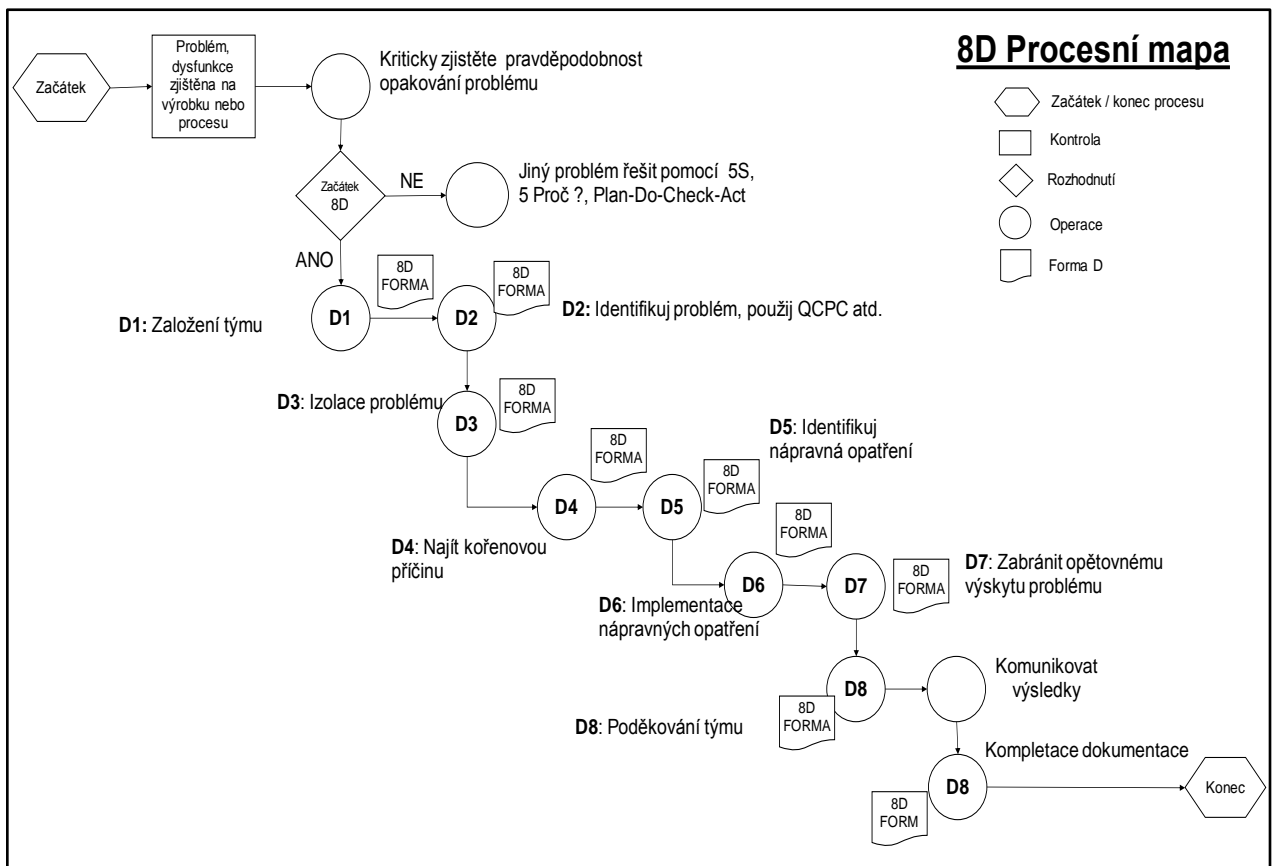 8D Procesní mapa
Začátek
Problém,
dysfunkce
zjištěna na
výrobku nebo
procesu
Kriticky zjistěte pravděpodobnost
opakování problému
Začátek / konec procesu
Kontrola
Rozhodnutí
Operace
Forma D
Začátek
8D
NE
Jiný problém řešit pomocí 5S,
5 Proč ?, Plan-Do-Check-Act
ANO
D1: Založení týmu
D1
8D
FORMA
D2
8D
FORMA
D2: Identifikuj problém, použij QCPC atd.
D3: Izolace problému
D3
8D
FORMA
D4: Najít kořenovou
příčinu
D4
8D
FORMA
D5
8D
FORMA
D5: Identifikuj
nápravná opatření
D6: Implementace
nápravných opatření
D6
8D
FORMA
D7
8D
FORMA
D7: Zabránit opětovnému
výskytu problému
D8: Poděkování týmu
8D
FORMA
D8
Komunikovat
výsledky
Kompletace dokumentace
8D
FORM
D8
Konec